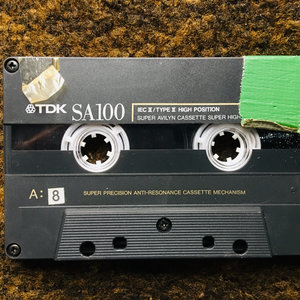 TDK SA100
IEC II/TYPE II HIGH POSITION
SUPER AVILYN CASSETTE SUPER HIGH
A: 8
SUPER PRECISION ANTI-RESONANCE CASSETTE MECHANISM